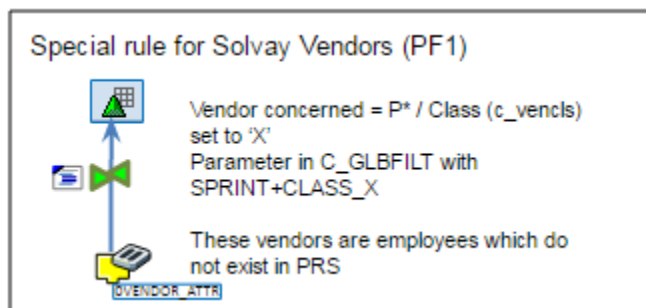 Special rule for Solvay Vendors (PF1)
Vendor concerned = P* / Class (c_vencls)
set to ‘X’
Parameter in C_GLBFILT with
SPRINT+CLASS_X
These vendors are employees which do
not exist in PRS
0VENDOR_ATTR